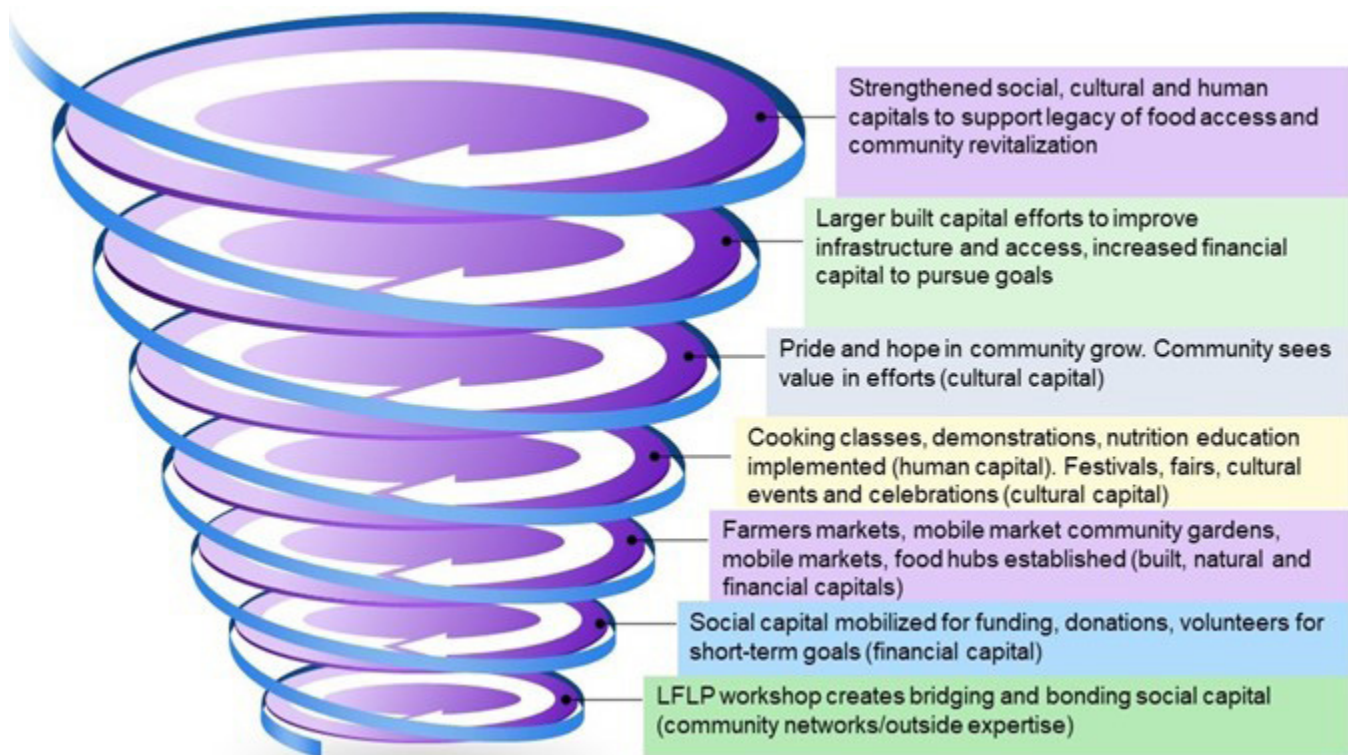 Strengthened social, cultural and human
capitals to support legacy of food access and
community revitalization
Larger built capital efforts to improve
infrastructure and access, increased financial
capital to pursue goals
Pride and hope in community grow. Community sees
value in efforts (cultural capital)
Cooking classes, demonstrations, nutrition education
implemented (human capital). Festivals, fairs, cultural
events and celebrations (cultural capital)
Farmers markets, mobile market community gardens,
mobile markets, food hubs established (built, natural and
financial capitals)
Social capital mobilized for funding, donations, volunteers for
short-term goals (financial capital)
LFLP workshop creates bridging and bonding social capital
(community networks/outside expertise)